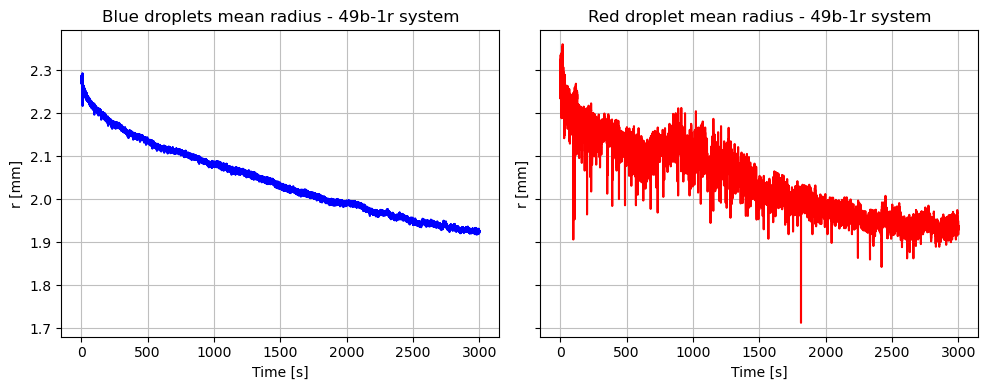 Blue droplets mean radius - 49b-1r system
r [mm]
2.3
2.2
2.1
2.0
1.9
1.8
1.7
0 500 1000 1500 2000 2500 3000
Time [s]
Red droplet mean radius - 49b-1r system
r [mm]
0 500 1000 1500 2000 2500 3000
Time [s]